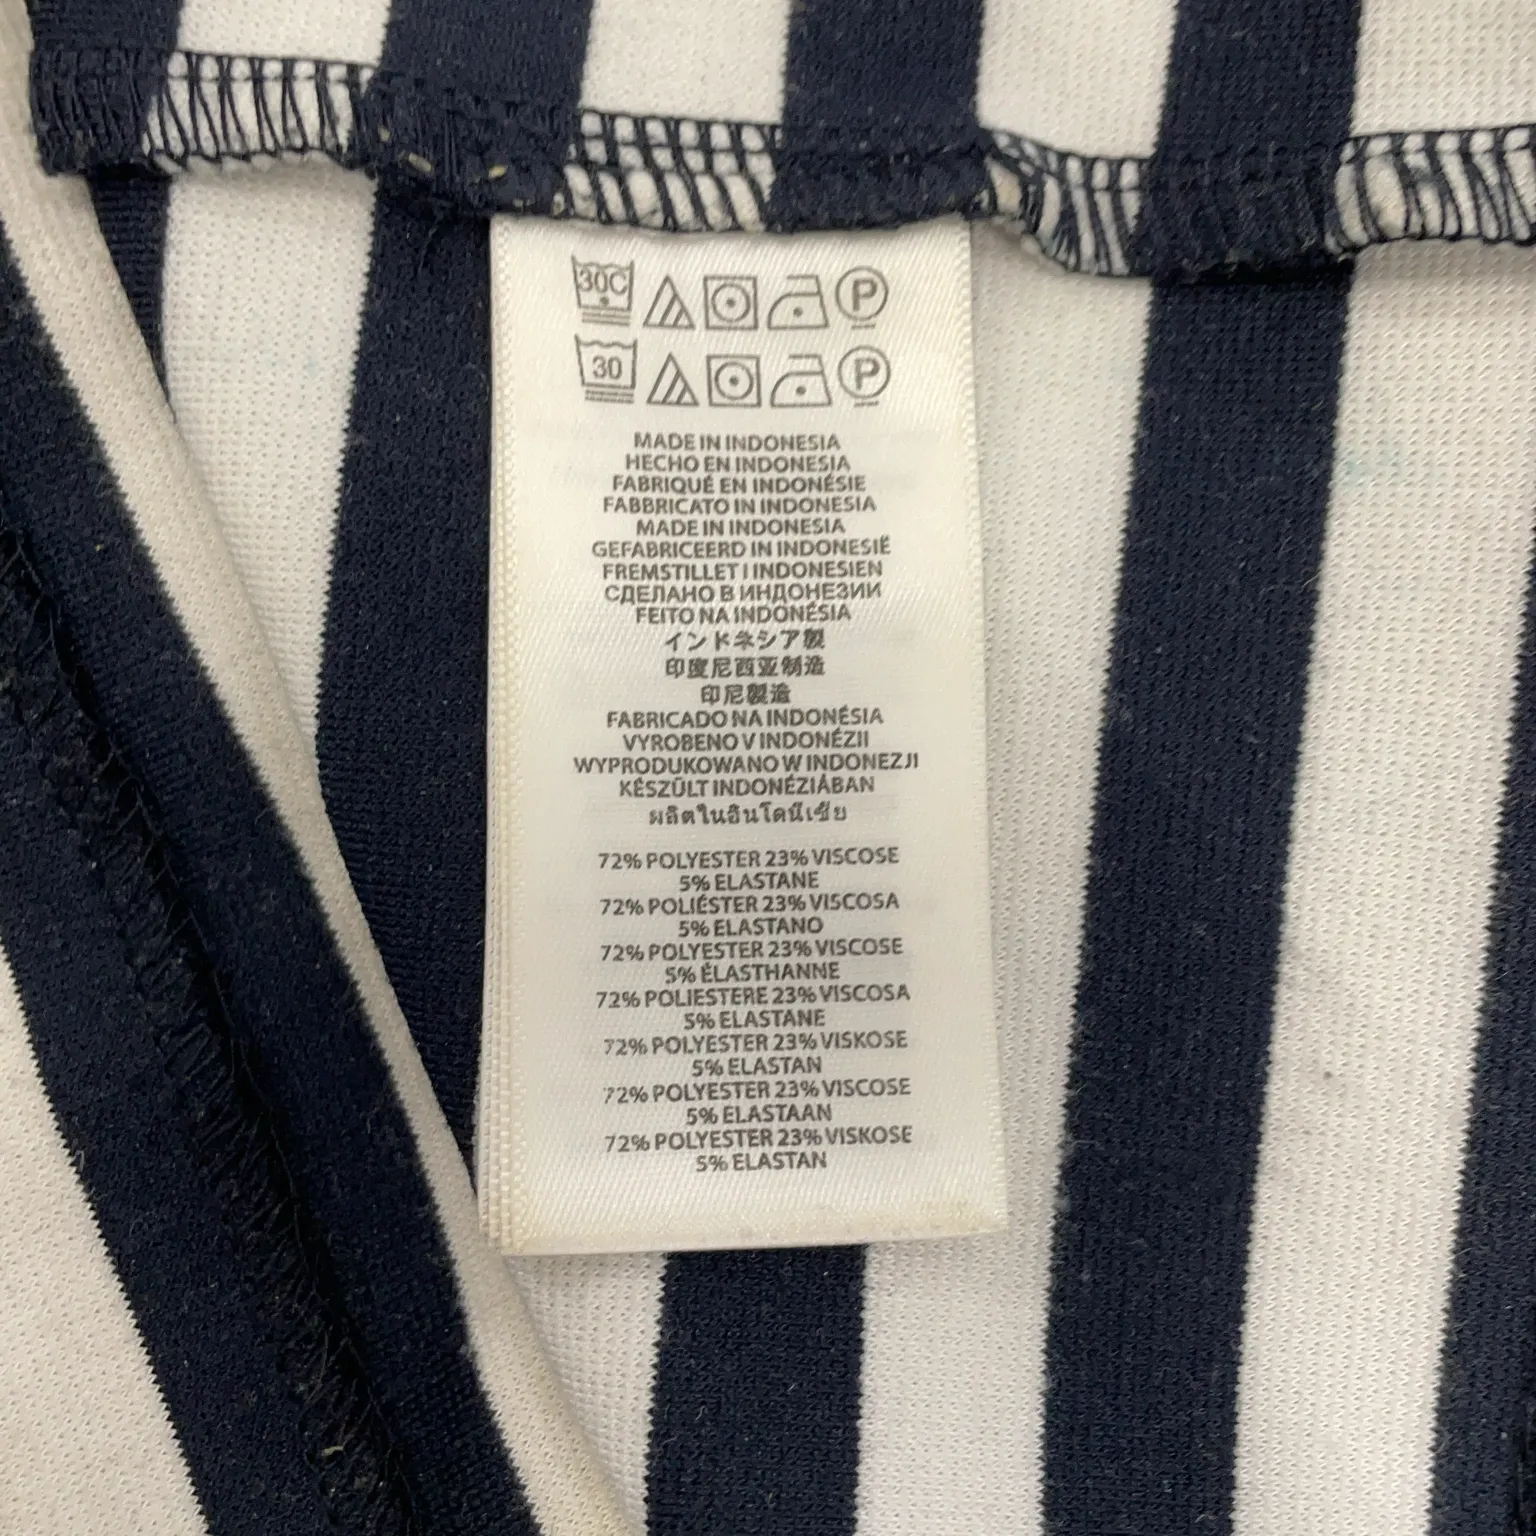 30C P
30 P
MADE IN INDONESIA
HECHO EN INDONESIA
FABRIQUÉ EN INDONÉSIE
FABBRICATO IN INDONESIA
MADE IN INDONESIA
GEFABRICEERD IN INDONESIË
FREMSTILLET I INDONESIEN
СДЕЛАНО В ИНДОНЕЗИИ
FEITO NA INDONÉSIA
インドネシア製
印度尼西亚制造
印尼製造
FABRICADO NA INDONÉSIA
VYROBENO V INDONÉZII
WYPRODUKOWANO W INDONEZJI
KÉSZÜLT INDONÉZIÁBAN
ผลิตในอินโดนีเซีย
72% POLYESTER 23% VISCOSE
5% ELASTANE
72% POLIÉSTER 23% VISCOSA
5% ELASTANO
72% POLYESTER 23% VISCOSE
5% ÉLASTHANNE
72% POLIESTERE 23% VISCOSA
5% ELASTANE
72% POLYESTER 23% VISKOSE
5% ELASTAN
72% POLYESTER 23% VISCOSE
5% ELASTAAN
72% POLYESTER 23% VISKOSE
5% ELASTAN